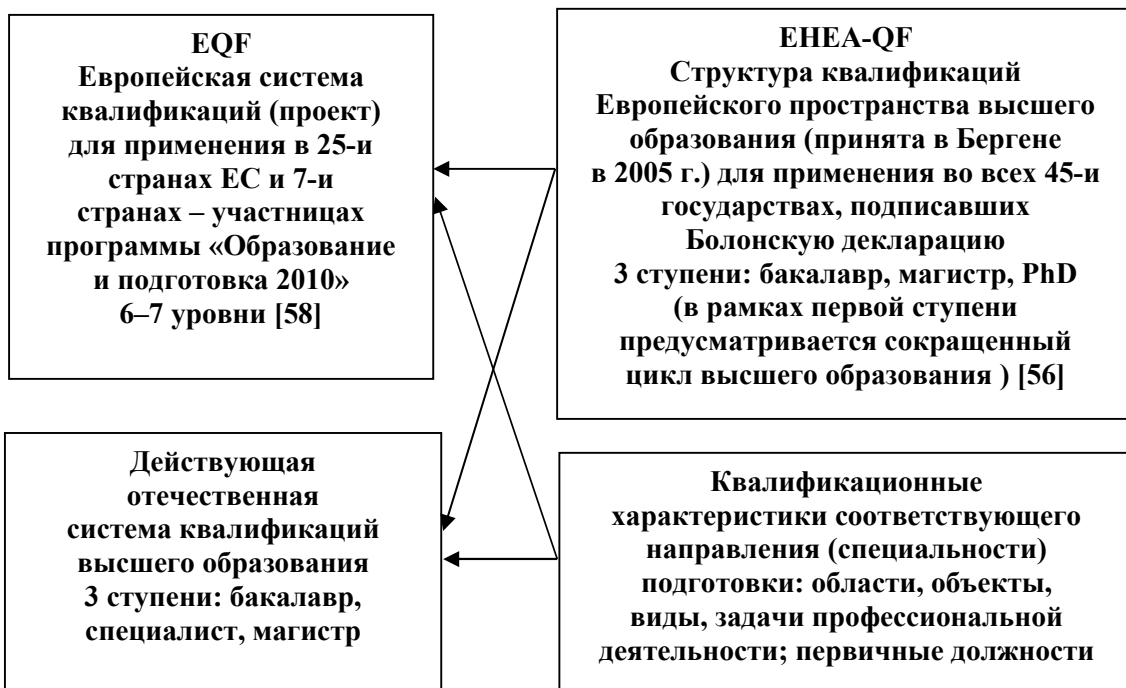 EQF
Европейская система
квалификаций (проект)
для применения в 25-и
странах ЕС и 7-и
странах – участницах
программы «Образование
и подготовка 2010»
6–7 уровни [58]
EHEA-QF
Структура квалификаций
Европейского пространства высшего
образования (принята в Бергене
в 2005 г.) для применения во всех 45-и
государствах, подписавших
Болонскую декларацию
3 ступени: бакалавр, магистр, PhD
(в рамках первой ступени
предусматривается сокращенный
цикл высшего образования ) [56]
Действующая
отечественная
система квалификаций
высшего образования
3 ступени: бакалавр,
специалист, магистр
Квалификационные
характеристики соответствующего
направления (специальности)
подготовки: области, объекты,
виды, задачи профессиональной
деятельности; первичные должности